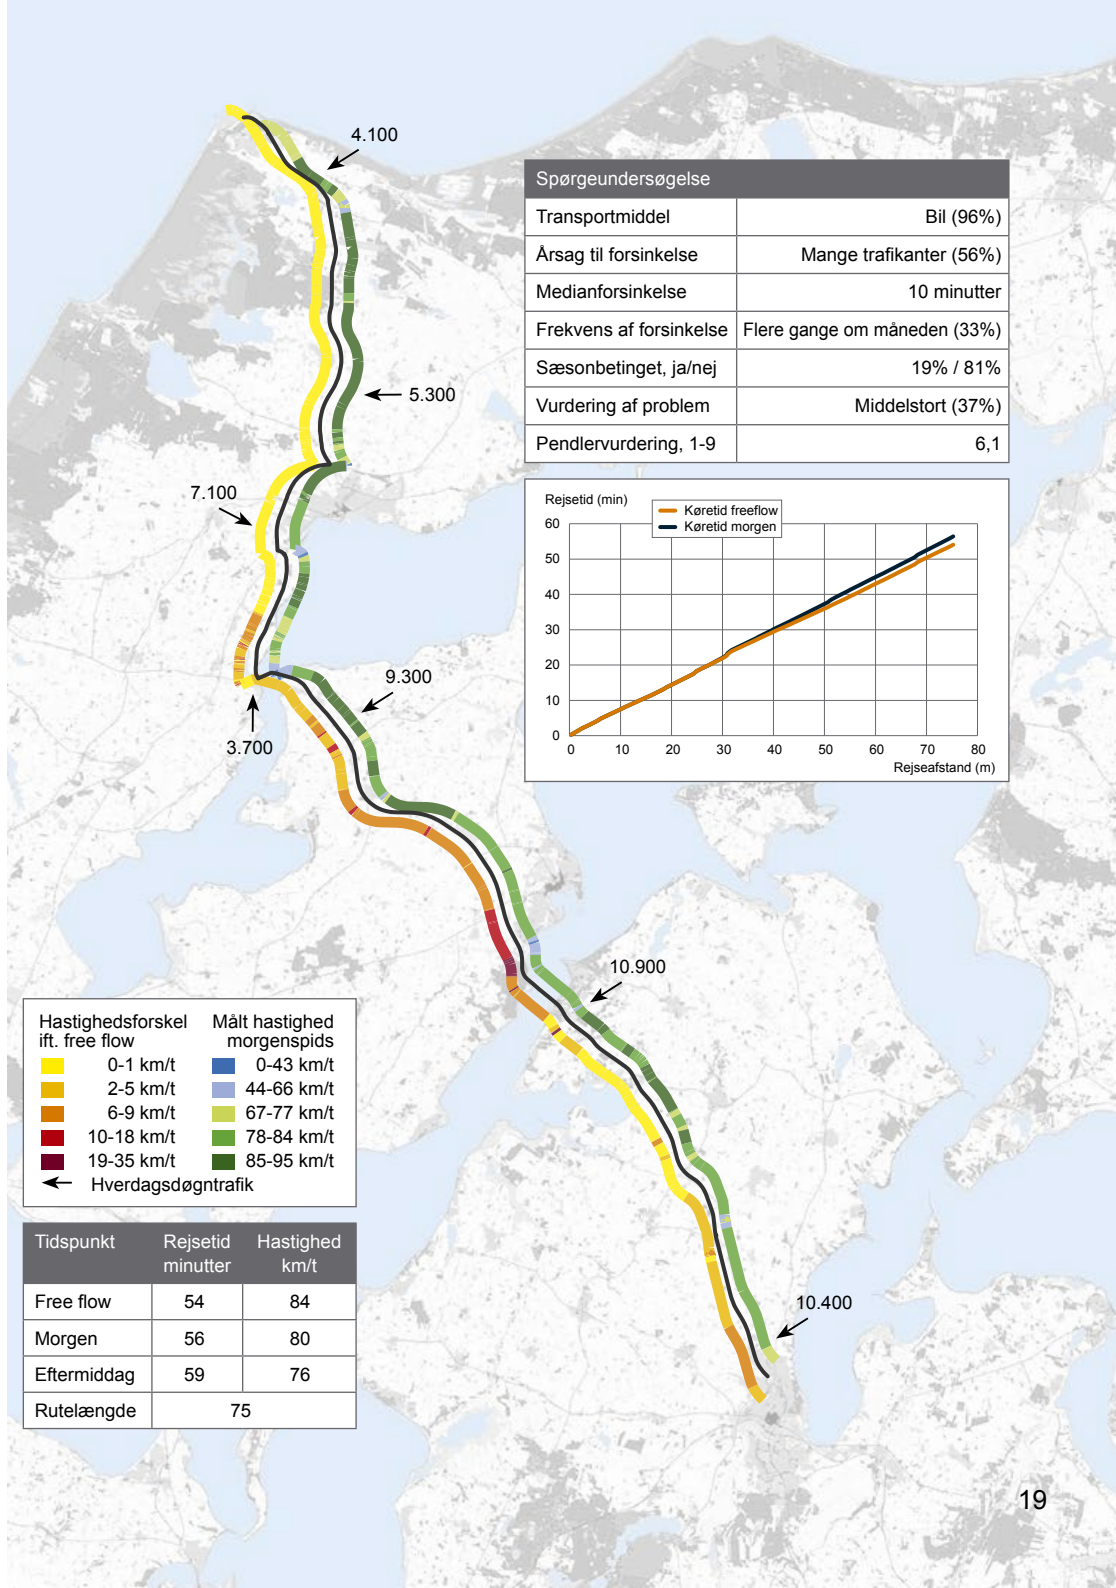 4.100
Spørgeundersøgelse
Transportmiddel Bil (96%)
Årsag til forsinkelse Mange trafikanter (56%)
Medianforsinkelse 10 minutter
Frekvens af forsinkelse Flere gange om måneden (33%)
Sæsonbetinget, ja/nej 19% / 81%
Vurdering af problem Middelstort (37%)
Pendlervurdering, 1-9 6,1
5.300
7.100
Rejsetid (min)
Køretid freeflow
Køretid morgen
60
50
40
30
20
10
0
0 10 20 30 40 50 60 70 80
Rejseafstand (m)
9.300
3.700
10.900
Hastighedsforskel Målt hastighed
ift. free flow morgenspids
0-1 km/t 0-43 km/t
2-5 km/t 44-66 km/t
6-9 km/t 67-77 km/t
10-18 km/t 78-84 km/t
19-35 km/t 85-95 km/t
Hverdagsdøgntrafik
Tidspunkt Rejsetid Hastighed
minutter km/t
Free flow 54 84
Morgen 56 80
Eftermiddag 59 76
Rutelængde 75
10.400
19